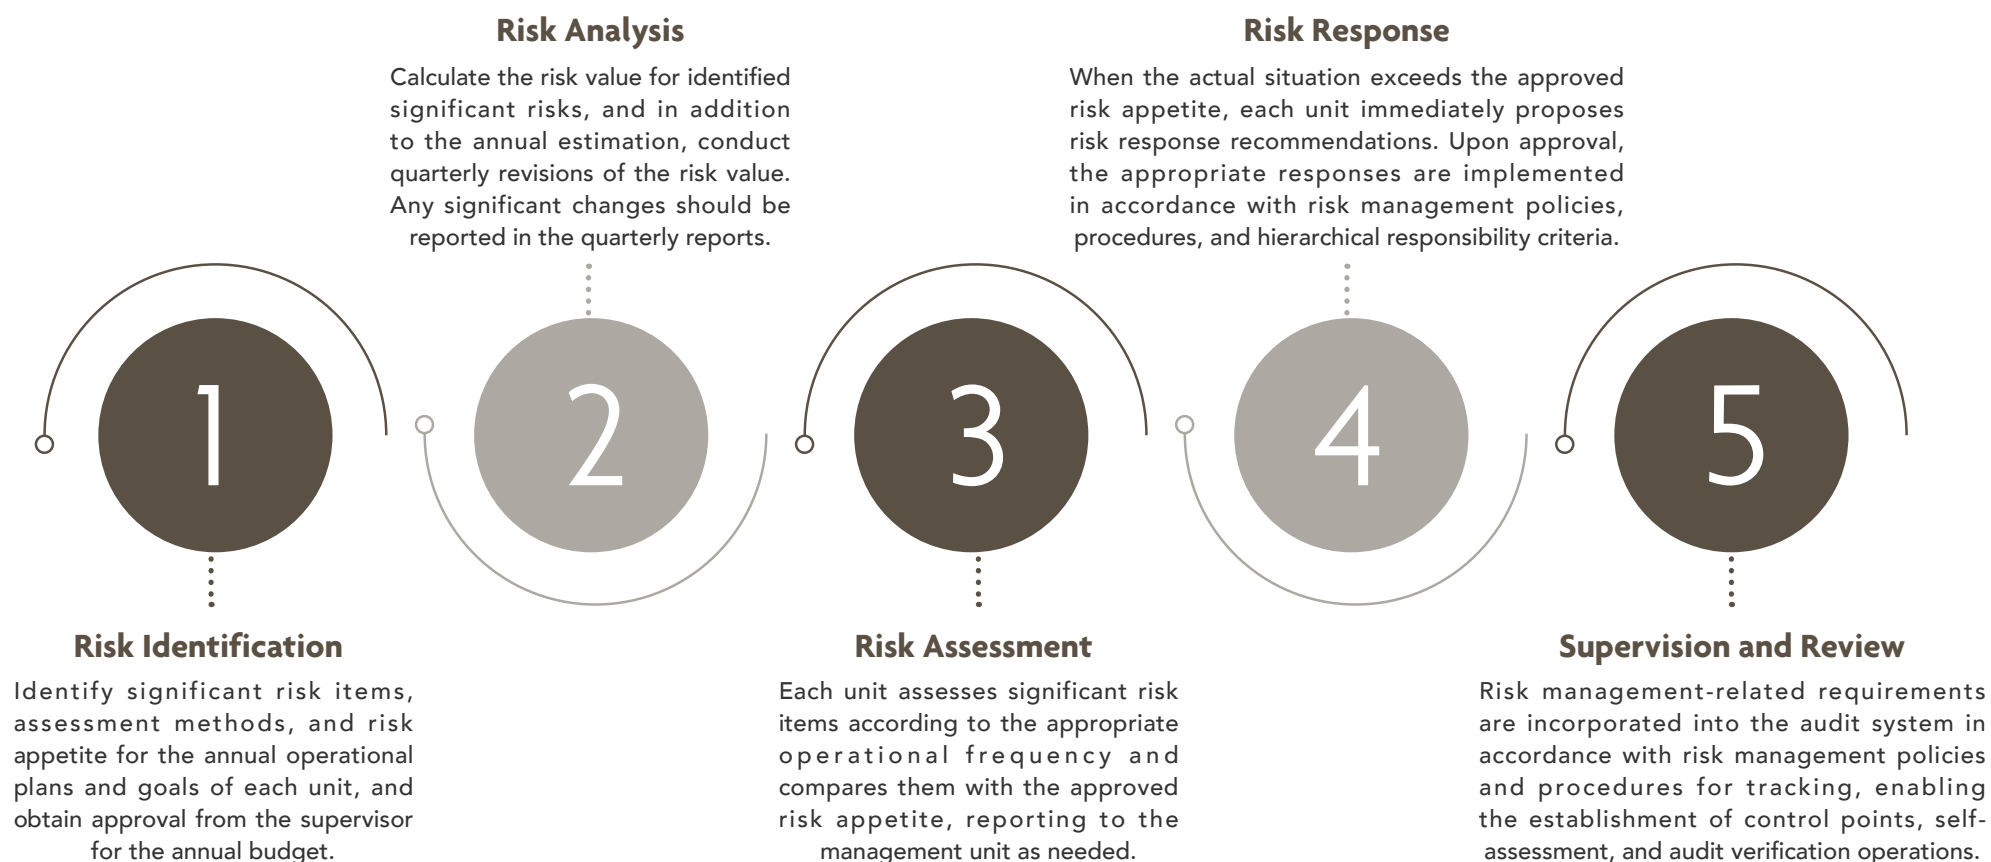 Risk Analysis
Calculate the risk value for identified
significant risks, and in addition
to the annual estimation, conduct
quarterly revisions of the risk value.
Any significant changes should be
reported in the quarterly reports.
Risk Response
When the actual situation exceeds the approved
risk appetite, each unit immediately proposes
risk response recommendations. Upon approval,
the appropriate responses are implemented
in accordance with risk management policies,
procedures, and hierarchical responsibility criteria.
1
2
3
4
5
Risk Identification
Identify significant risk items,
assessment methods, and risk
appetite for the annual operational
plans and goals of each unit, and
obtain approval from the supervisor
for the annual budget.
Risk Assessment
Each unit assesses significant risk
items according to the appropriate
operational frequency and
compares them with the approved
risk appetite, reporting to the
management unit as needed.
Supervision and Review
Risk management-related requirements
are incorporated into the audit system in
accordance with risk management policies
and procedures for tracking, enabling
the establishment of control points, self-
assessment, and audit verification operations.